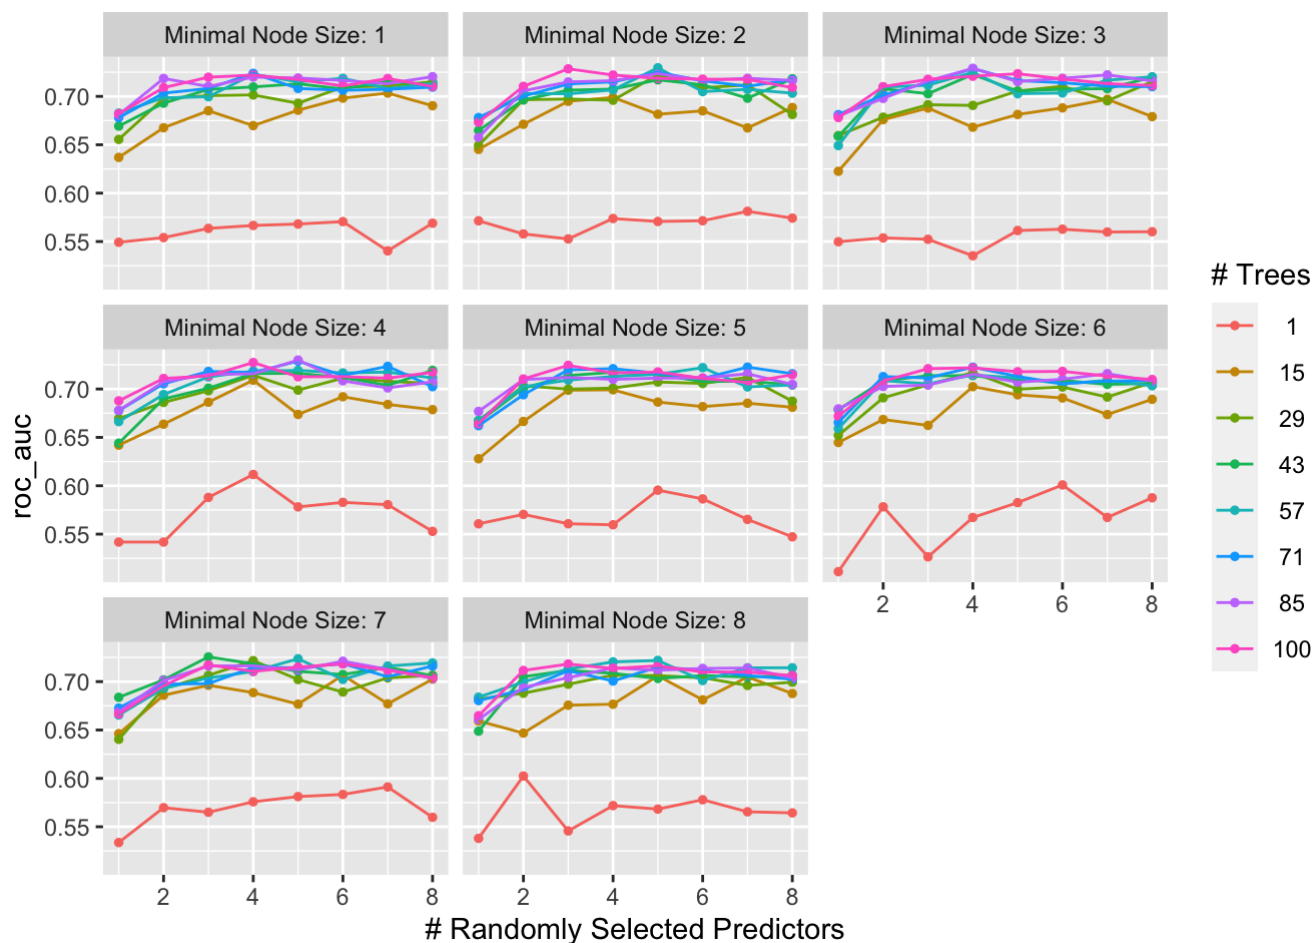 Minimal Node Size: 1
Minimal Node Size: 2
Minimal Node Size: 3
0.70
0.65
0.60
0.55
Minimal Node Size: 4
Minimal Node Size: 5
Minimal Node Size: 6
0.70
0.65
0.60
0.55
2 4 6 8
Minimal Node Size: 7
Minimal Node Size: 8
0.70
0.65
0.60
0.55
2 4 6 8
2 4 6 8
roc_auc
# Randomly Selected Predictors
# Trees
1
15
29
43
57
71
85
100